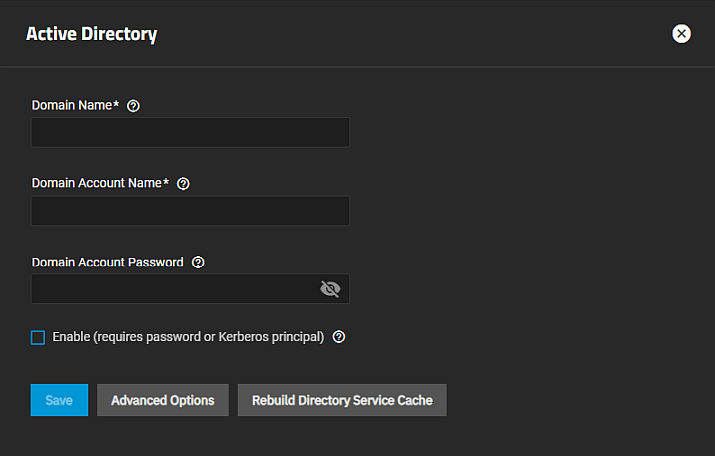 Active Directory
Domain Name*
Domain Account Name*
Domain Account Password
Enable (requires password or Kerberos principal)
Save Advanced Options Rebuild Directory Service Cache